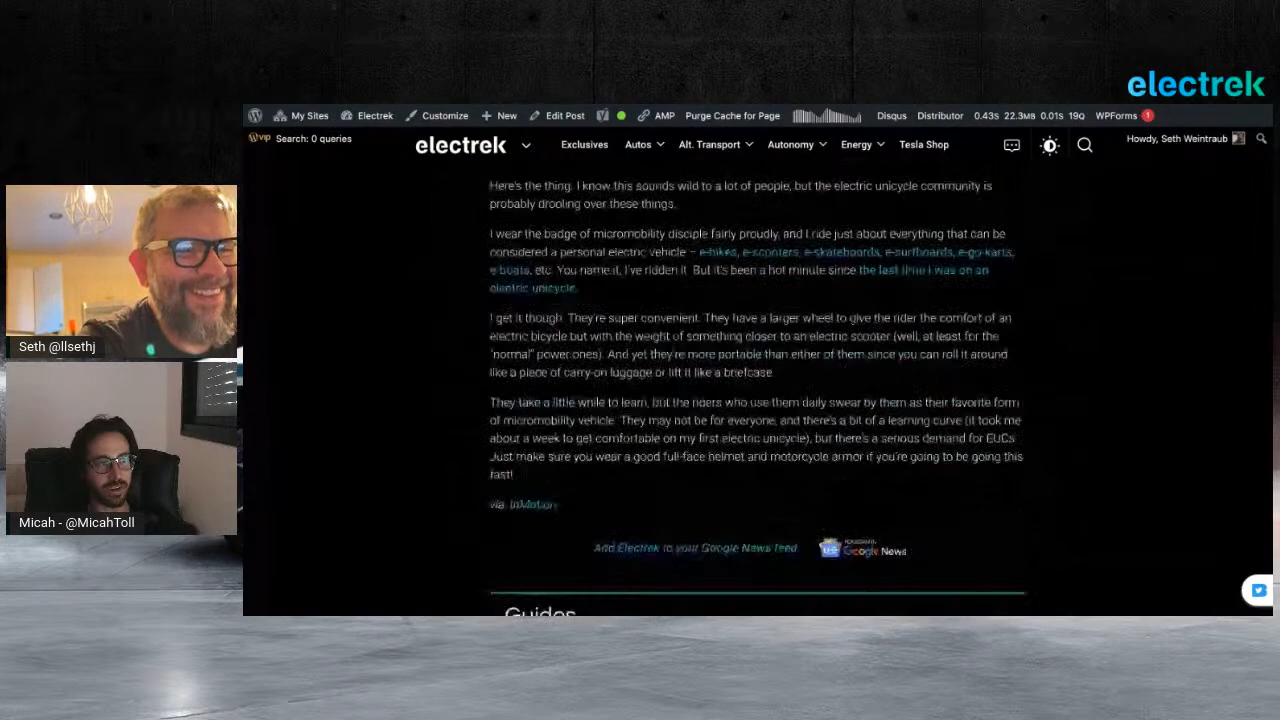 electrek
My Sites Electrek Customize New Edit Post AMP Purge Cache for Page Disqus Distributor 0.43s 22.3MB 0.01s 19Q WPForms 1
vip Search: 0 queries
Howdy, Seth Weintraub
electrek Exclusives Autos Alt. Transport Autonomy Energy Tesla Shop
Here's the thing. I know this sounds wild to a lot of people, but the electric unicycle community is
probably drooling over these things.
I wear the badge of micromobility disciple fairly proudly, and I ride just about everything that can be
considered a personal electric vehicle – e-bikes, e-scooters, e-skateboards, e-surfboards, e-go-karts,
e-boats, etc. You name it, I've ridden it. But it's been a hot minute since the last time I was on an
electric unicycle.
I get it though. They're super convenient. They have a larger wheel to give the rider the comfort of an
electric bicycle but with the weight of something closer to an electric scooter (well, at least for the
"normal" power ones). And yet they're more portable than either of them since you can roll it around
like a piece of carry-on luggage or lift it like a briefcase.
They take a little while to learn, but the riders who use them daily swear by them as their favorite form
of micromobility vehicle. They may not be for everyone, and there's a bit of a learning curve (it took me
about a week to get comfortable on my first electric unicycle), but there's a serious demand for EUCs.
Just make sure you wear a good full-face helmet and motorcycle armor if you're going to be going this
fast!
via. InMotion
Add Electrek to your Google News feed. Google News
Guides
Seth @llsethj
Micah - @MicahToll